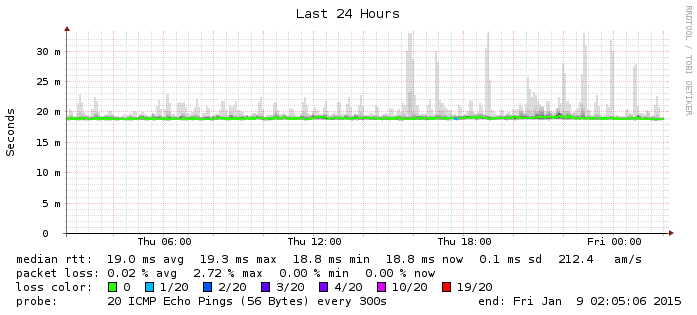 Last 24 Hours
RRDTOOL / TOBI OETIKER
Seconds
30 m
25 m
20 m
15 m
10 m
5 m
0
Thu 06:00 Thu 12:00 Thu 18:00 Fri 00:00
median rtt: 19.0 ms avg 19.3 ms max 18.8 ms min 18.8 ms now 0.1 ms sd 212.4 am/s
packet loss: 0.02 % avg 2.72 % max 0.00 % min 0.00 % now
loss color: 0 1/20 2/20 3/20 4/20 10/20 19/20
probe: 20 ICMP Echo Pings (56 Bytes) every 300s end: Fri Jan 9 02:05:06 2015